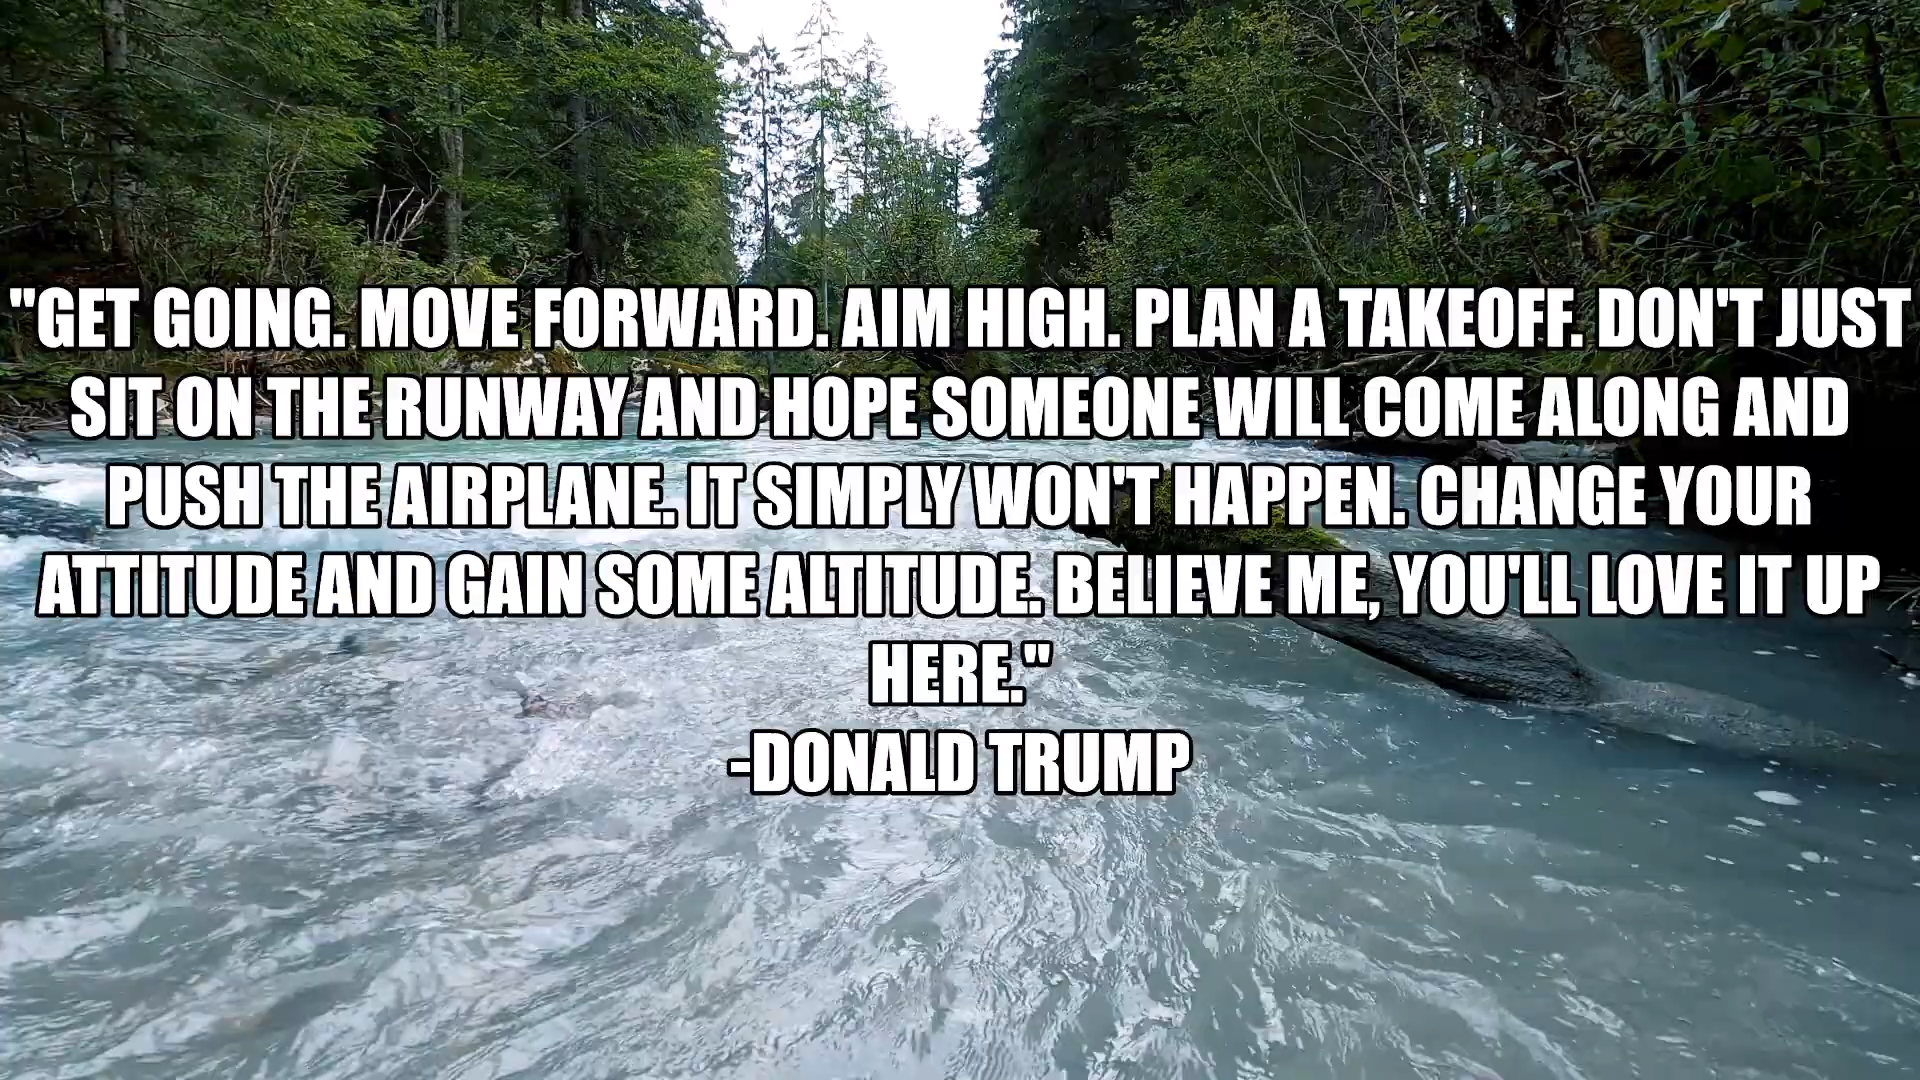 "GET GOING. MOVE FORWARD. AIM HIGH. PLAN A TAKEOFF. DON'T JUST
SIT ON THE RUNWAY AND HOPE SOMEONE WILL COME ALONG AND
PUSH THE AIRPLANE. IT SIMPLY WON'T HAPPEN. CHANGE YOUR
ATTITUDE AND GAIN SOME ALTITUDE. BELIEVE ME, YOU'LL LOVE IT UP
HERE."
-DONALD TRUMP